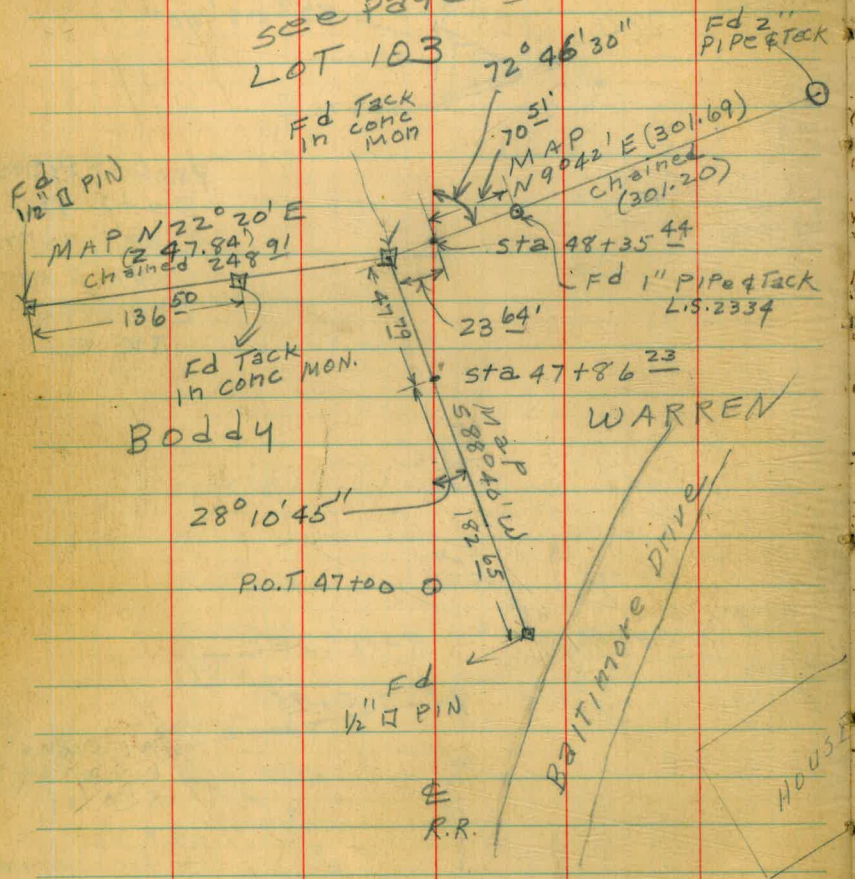 see Page
LOT 103
72° 46' 30"
Fd 2"
PIPE & TACK
Fd Tack
in conc
MON
70 51'
MAP
N 9°42' E (301.69)
chained
(301.20)
Fd
1/2" □ PIN
MAP N 22° 20' E
(247.84)
chained 248 91
sta 48+35 44
Fd 1" PIPE & Tack
L.S. 2334
136 50
47 79
23 64'
Fd Tack
in conc MON.
sta 47+86 23
Boddy
WARREN
Map
S 88°40' W
28° 10' 45"
182 65
P.O.T 47+00
Baltimore Drive
Fd
1/2" □ PIN
HOUSE
℄
R.R.